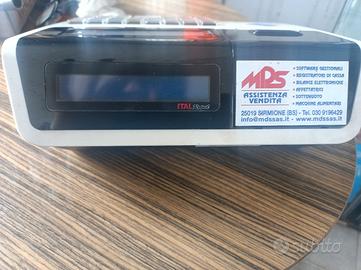 MDS
ASSISTENZA
VENDITA
• SOFTWARE GESTIONALI
• REGISTRATORI DI CASSA
• BILANCE ELETTRONICHE
• AFFETTATRICI
• SOTTOVUOTO
• MACCHINE ALIMENTARI
25019 SIRMIONE (BS) - Tel. 030 9196429
info@mdssas.it - www.mdssas.it
ITAL
subito